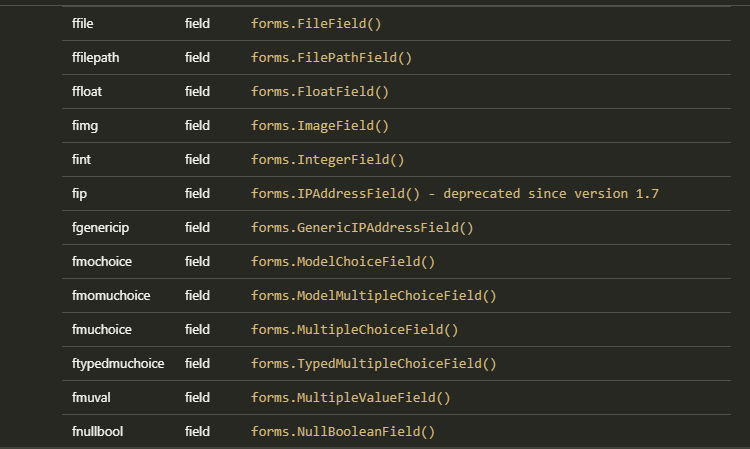 ffile field forms.FileField()
ffilepath field forms.FilePathField()
ffloat field forms.FloatField()
fimg field forms.ImageField()
fint field forms.IntegerField()
fip field forms.IPAddressField() - deprecated since version 1.7
fgenericip field forms.GenericIPAddressField()
fmochoice field forms.ModelChoiceField()
fmomuchoice field forms.ModelMultipleChoiceField()
fmuchoice field forms.MultipleChoiceField()
ftypedmuchoice field forms.TypedMultipleChoiceField()
fmuval field forms.MultipleValueField()
fnullbool field forms.NullBooleanField()